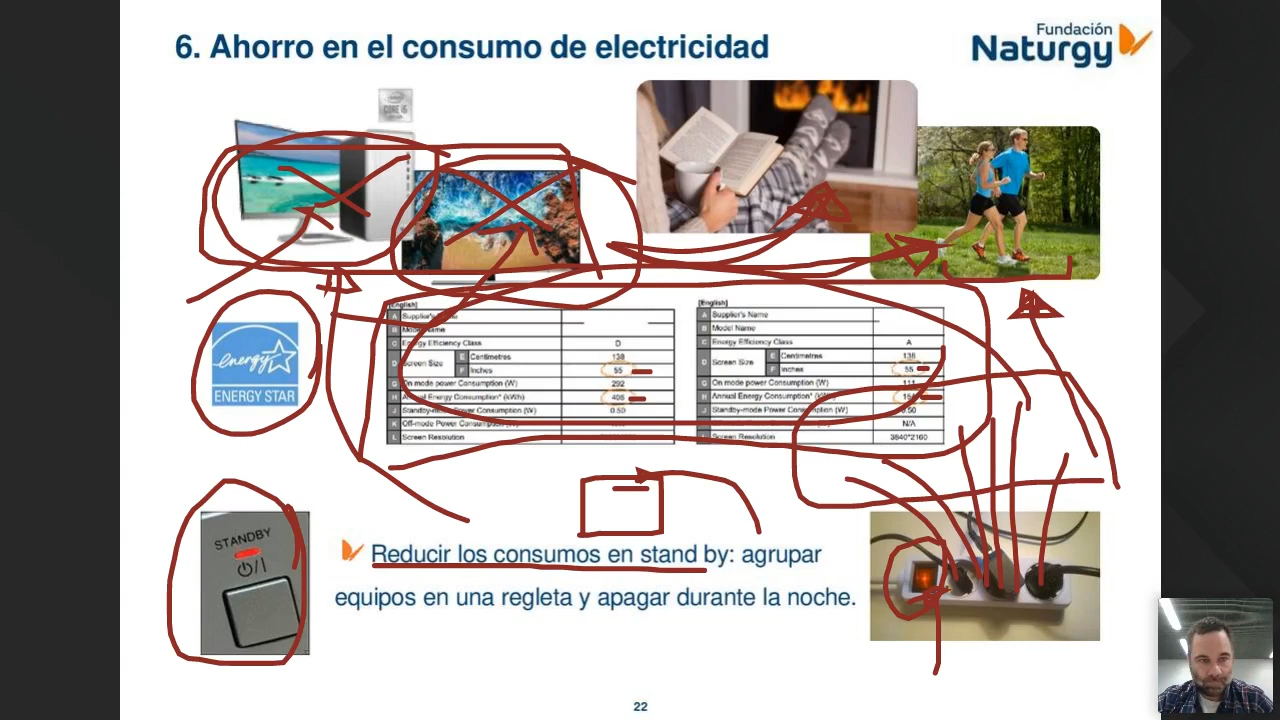 6. Ahorro en el consumo de electricidad
Fundación
Naturgy
CORE i5
[English]
A Supplier's Name
B Model Name
C Energy Efficiency Class D
D Screen Size E Centimetres 138
F Inches 55
G On mode power Consumption (W) 292
H Annual Energy Consumption* (kWh) 405
J Standby-mode Power Consumption (W) 0.50
K Off-mode Power
L Screen Resolution
[English]
A Supplier's Name
B Model Name
C Energy Efficiency Class A
D Screen Size E Centimetres 138
F Inches 55
G On mode power Consumption (W) 111
H Annual Energy Consumption*
J Standby-mode Power Consumption (W) 0.50
N/A
Screen Resolution 3840*2160
energy
ENERGY STAR
STANDBY
Reducir los consumos en stand by: agrupar
equipos en una regleta y apagar durante la noche.
22